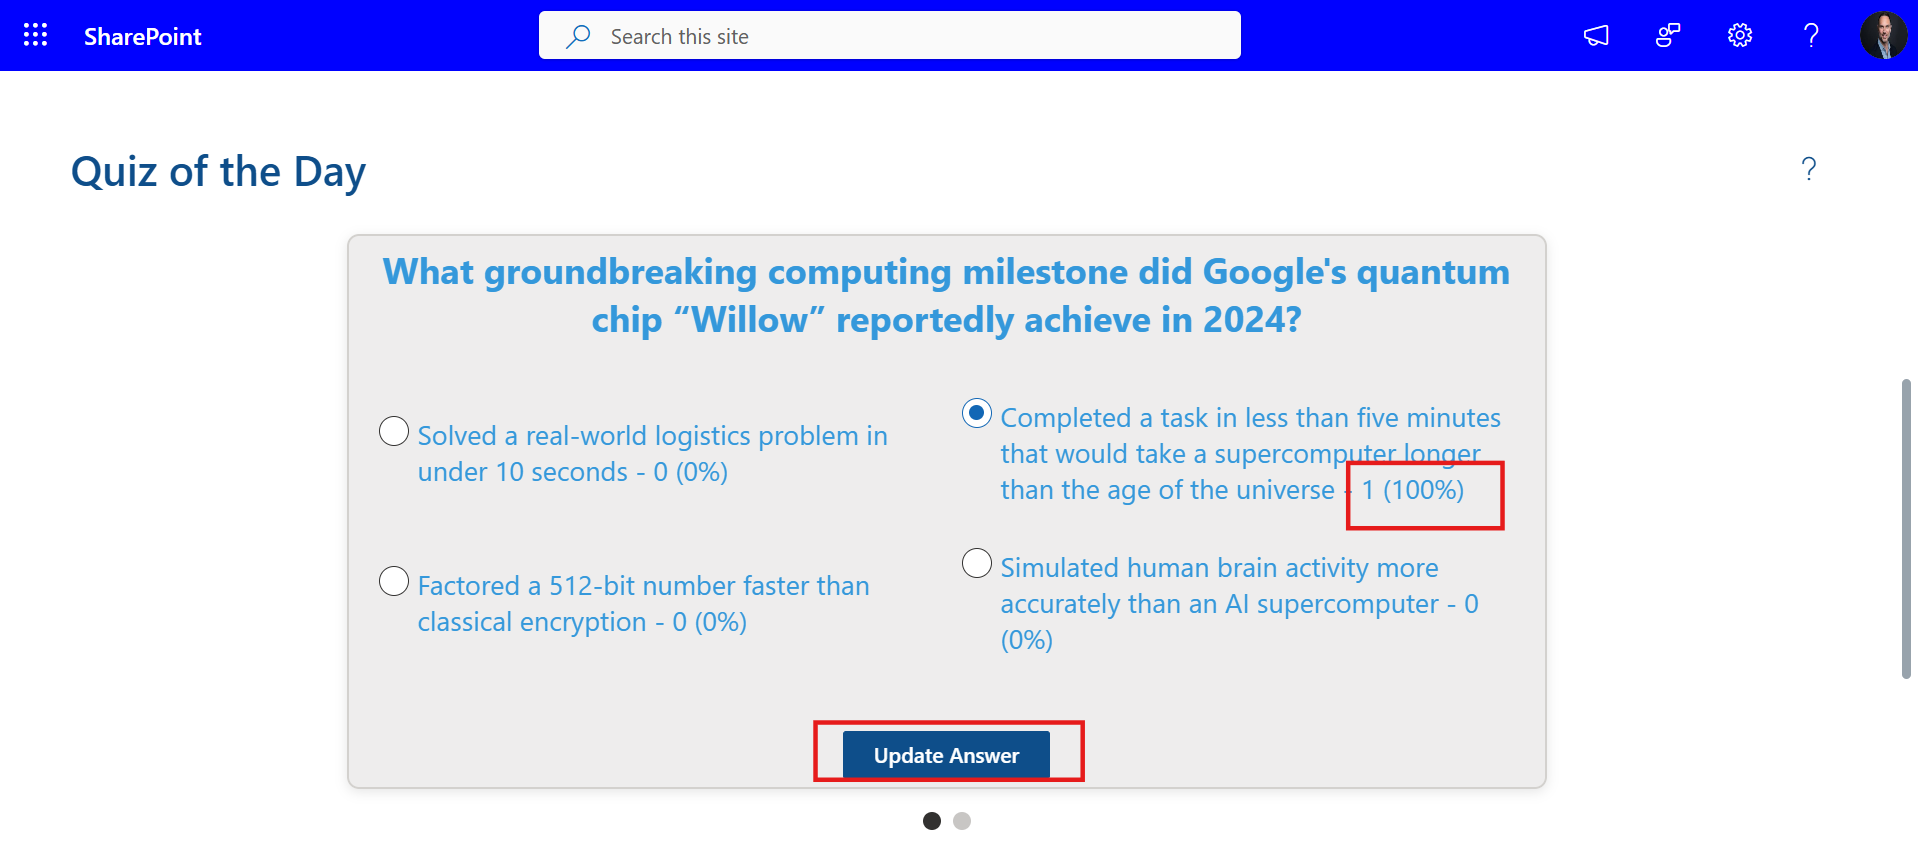 SharePoint
Search this site
Quiz of the Day
?
What groundbreaking computing milestone did Google's quantum
chip “Willow” reportedly achieve in 2024?
Solved a real-world logistics problem in
under 10 seconds - 0 (0%)
Completed a task in less than five minutes
that would take a supercomputer longer
than the age of the universe - 1 (100%)
Factored a 512-bit number faster than
classical encryption - 0 (0%)
Simulated human brain activity more
accurately than an AI supercomputer - 0
(0%)
Update Answer